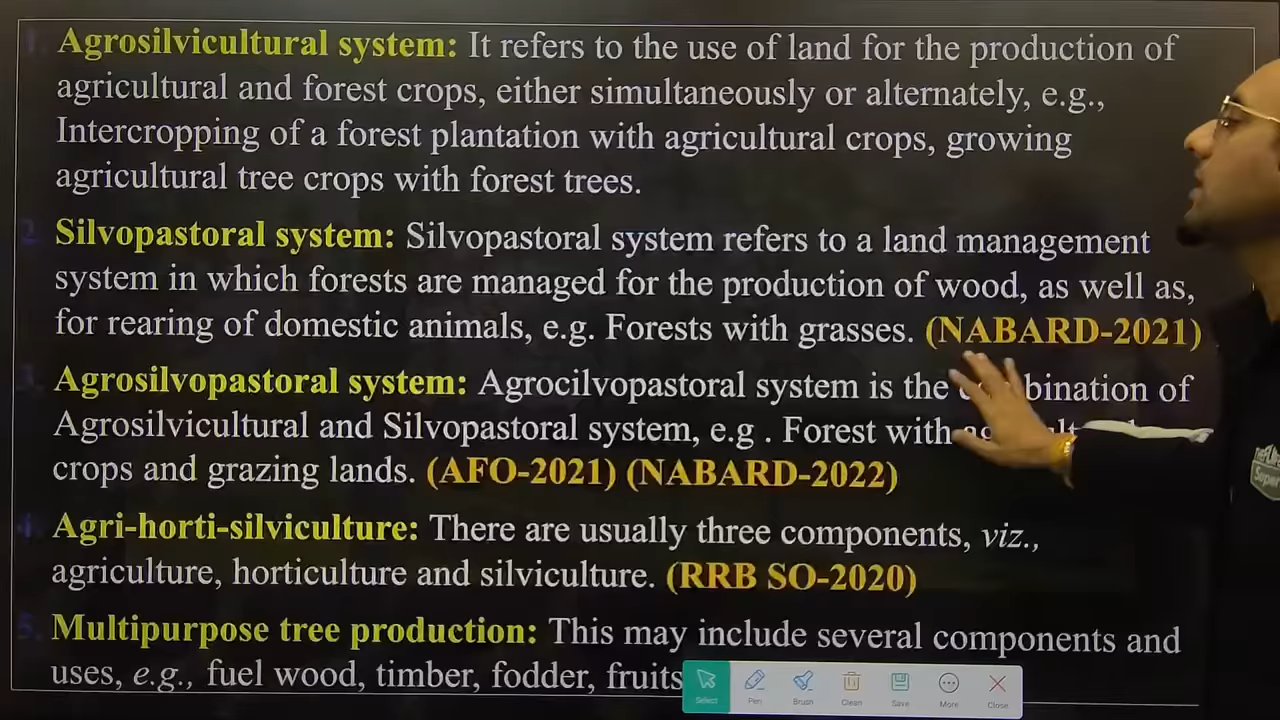 1. Agrosilvicultural system: It refers to the use of land for the production of
agricultural and forest crops, either simultaneously or alternately, e.g.,
Intercropping of a forest plantation with agricultural crops, growing
agricultural tree crops with forest trees.
2. Silvopastoral system: Silvopastoral system refers to a land management
system in which forests are managed for the production of wood, as well as,
for rearing of domestic animals, e.g. Forests with grasses. (NABARD-2021)
3. Agrosilvopastoral system: Agrocilvopastoral system is the
bination of
Agrosilvicultural and Silvopastoral system, e.g . Forest with
crops and grazing lands. (AFO-2021) (NABARD-2022)
4. Agri-horti-silviculture: There are usually three components, viz.,
agriculture, horticulture and silviculture. (RRB SO-2020)
5. Multipurpose tree production: This may include several components and
uses, e.g., fuel wood, timber, fodder, fruits
Select Pen Brush Clean Save More Close
Super